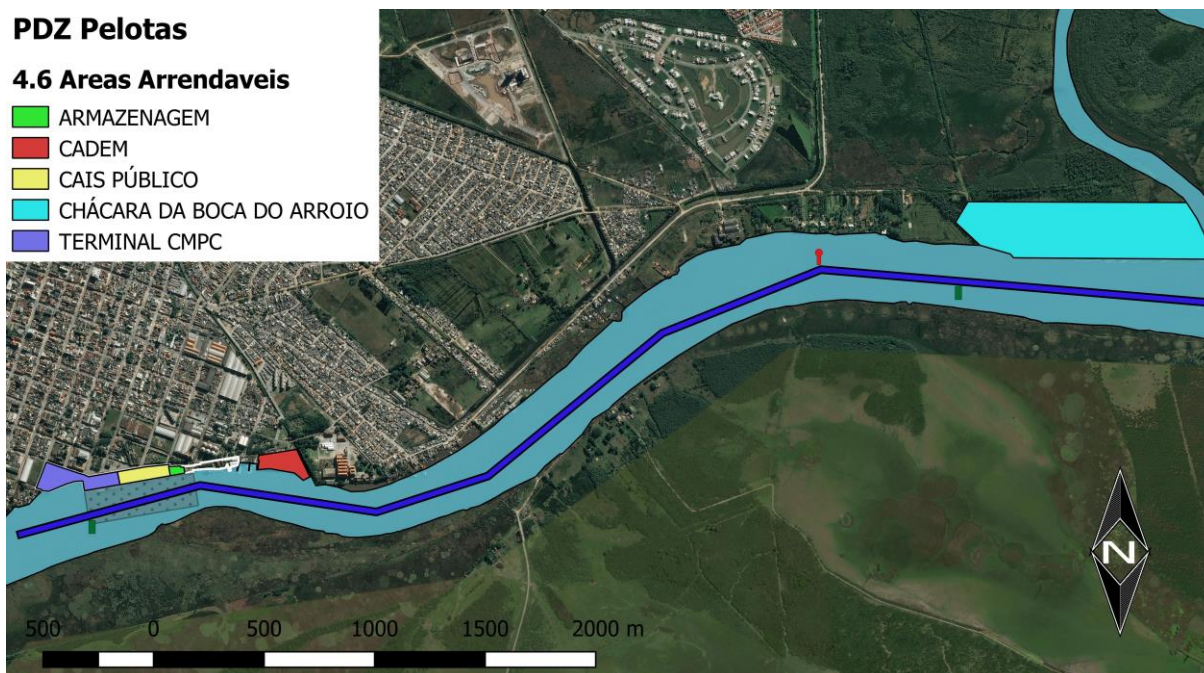 PDZ Pelotas
4.6 Areas Arrendaveis
ARMAZENAGEM
CADEM
CAIS PÚBLICO
CHÁCARA DA BOCA DO ARROIO
TERMINAL CMPC
N
500 0 500 1000 1500 2000 m